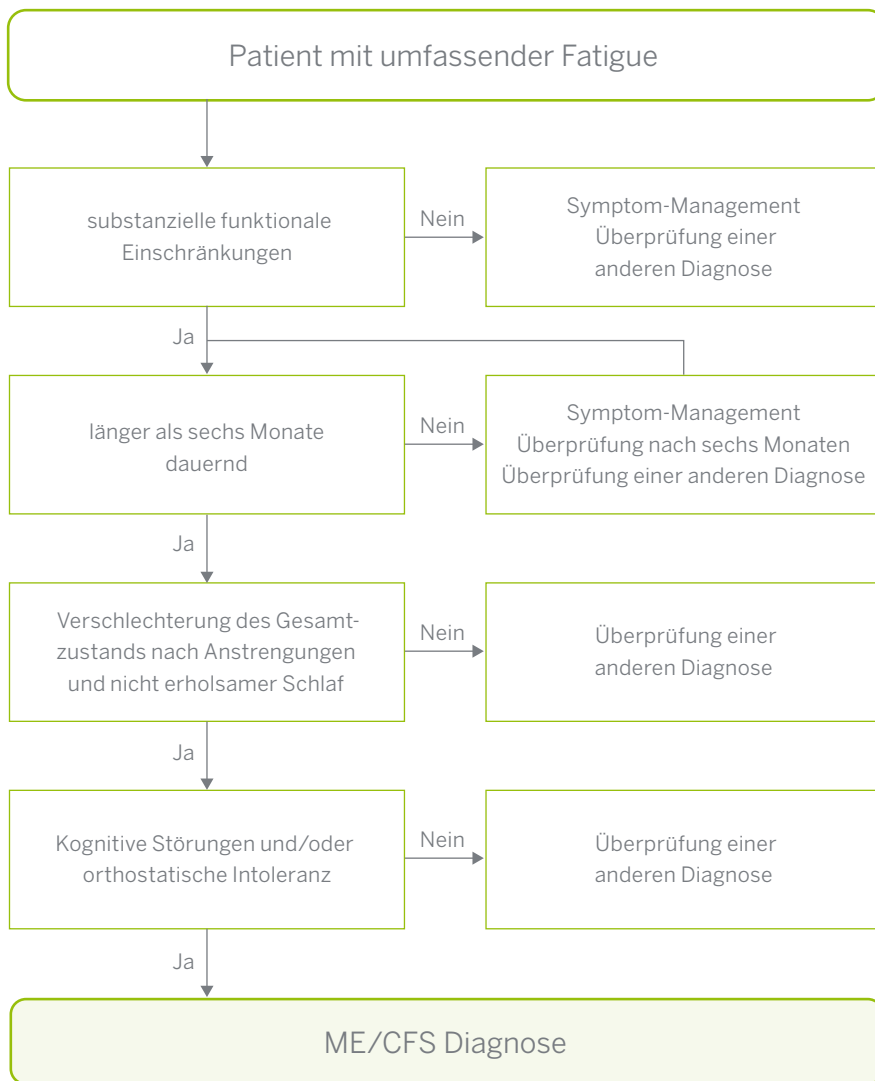 Patient mit umfassender Fatigue
substanzielle funktionale
Einschränkungen
Nein
Symptom-Management
Überprüfung einer
anderen Diagnose
Ja
länger als sechs Monate
dauernd
Nein
Symptom-Management
Überprüfung nach sechs Monaten
Überprüfung einer anderen Diagnose
Ja
Verschlechterung des Gesamt-
zustands nach Anstrengungen
und nicht erholsamer Schlaf
Nein
Überprüfung einer
anderen Diagnose
Ja
Kognitive Störungen und/oder
orthostatische Intoleranz
Nein
Überprüfung einer
anderen Diagnose
Ja
ME/CFS Diagnose